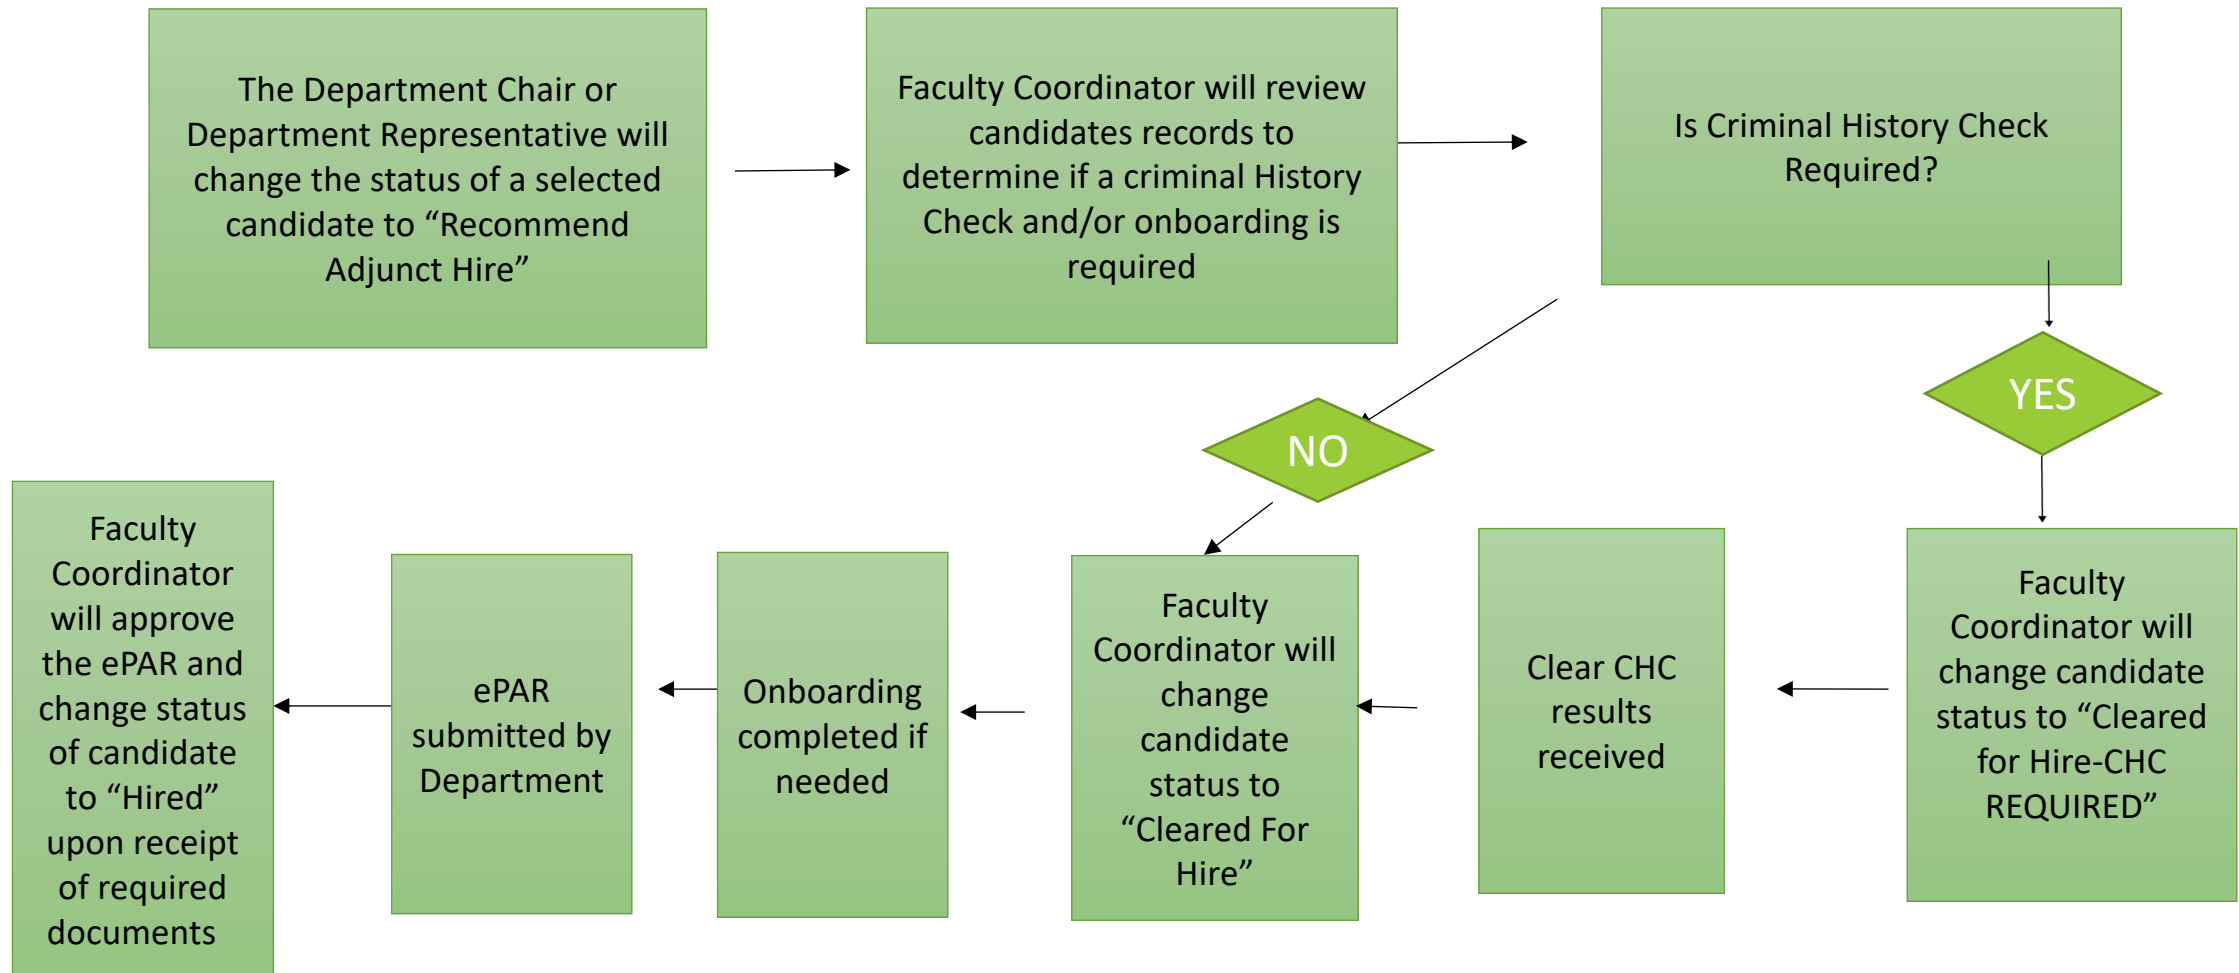 The Department Chair or
Department Representative will
change the status of a selected
candidate to “Recommend
Adjunct Hire”
Faculty Coordinator will review
candidates records to
determine if a criminal History
Check and/or onboarding is
required
Is Criminal History Check
Required?
YES
NO
Faculty
Coordinator will
change candidate
status to “Cleared
for Hire-CHC
REQUIRED”
Clear CHC
results
received
Faculty
Coordinator will
change
candidate
status to
“Cleared For
Hire”
Onboarding
completed if
needed
ePAR
submitted by
Department
Faculty
Coordinator
will approve
the ePAR and
change status
of candidate
to “Hired”
upon receipt
of required
documents